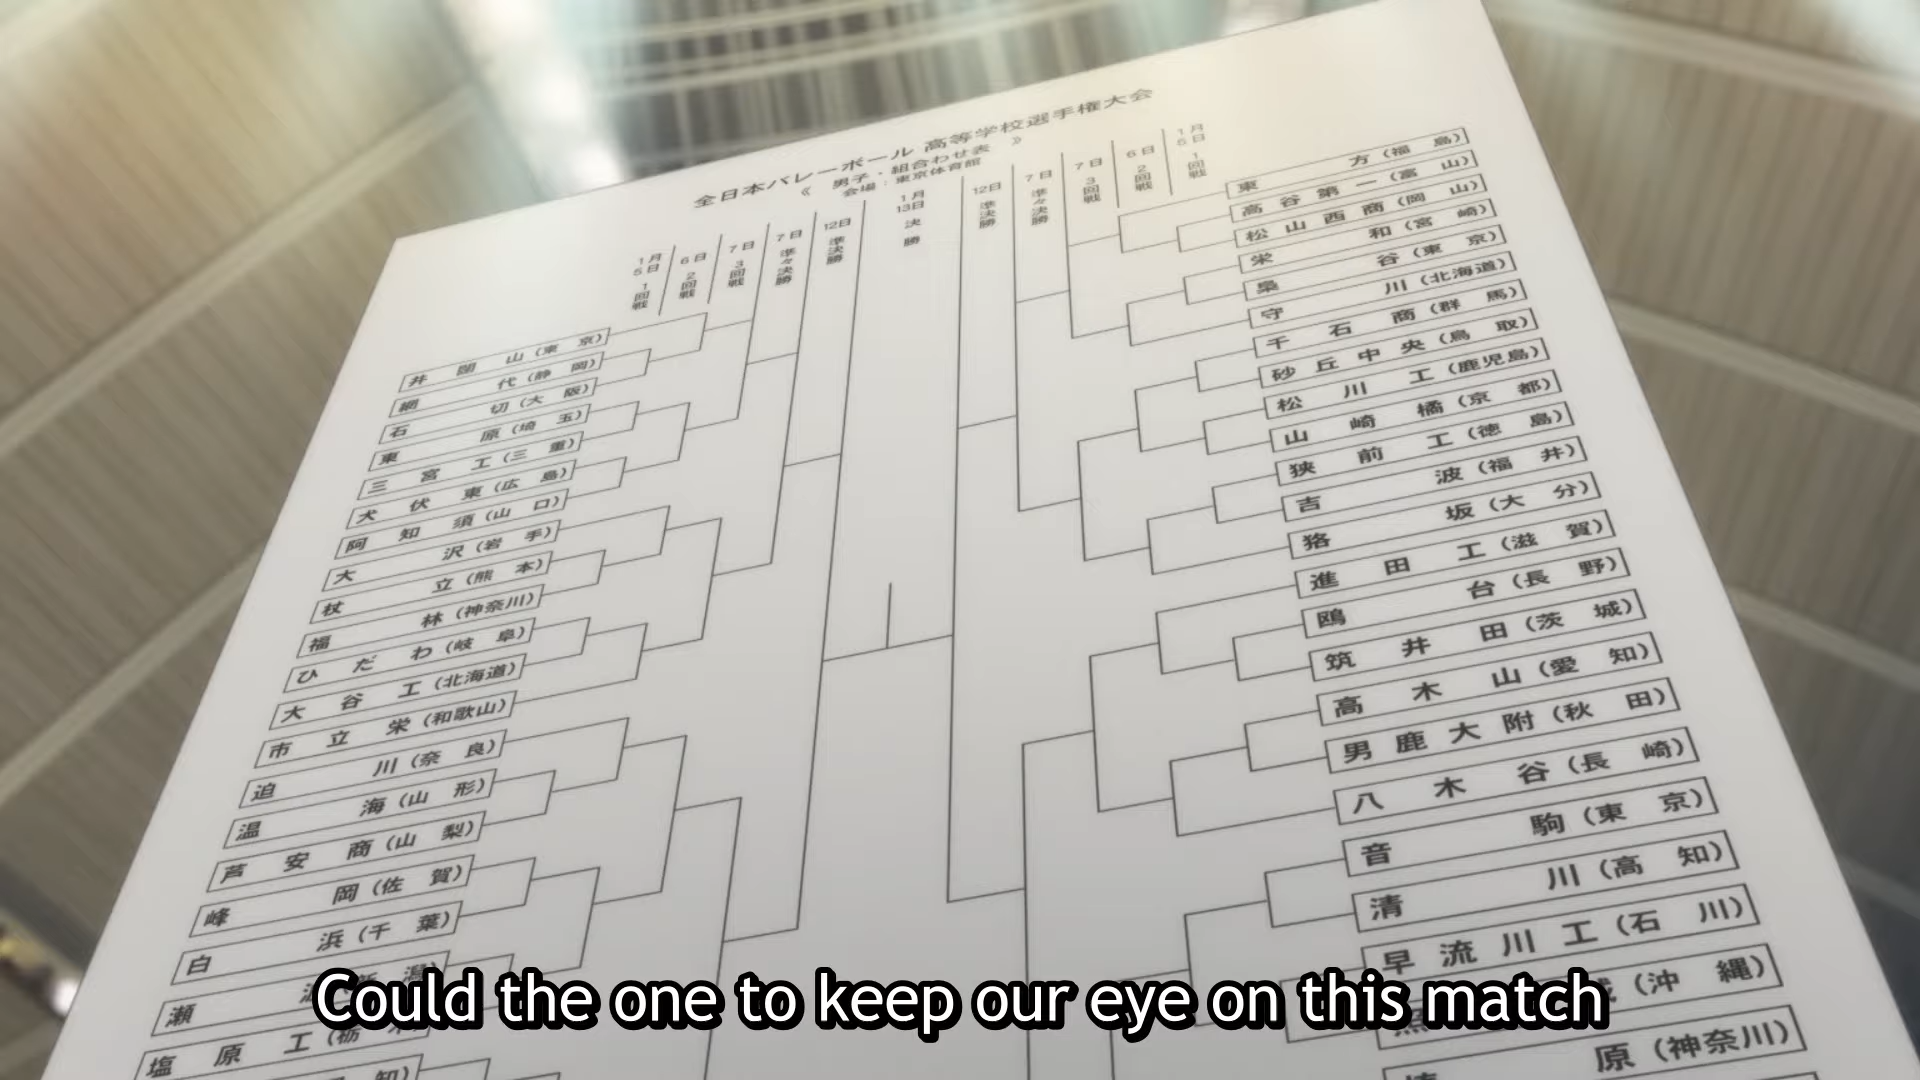 全日本バレーボール 高等学校選手権大会
《 男子・組合わせ表 》
会場：東京体育館
1月5日 1回戦
6日 2回戦
7日 3回戦
7日 準々決勝
12日 準決勝
1月13日 決勝
12日 準決勝
7日 準々決勝
7日 3回戦
6日 2回戦
1月5日 1回戦
井闥山（東京）
網代（静岡）
石切（大阪）
東原（埼玉）
三宮工（三重）
犬伏東（広島）
阿知須（山口）
大沢（岩手）
杖立（熊本）
福林（神奈川）
ひだわ（岐阜）
大谷工（北海道）
市立栄（和歌山）
迫川（奈良）
温海（山形）
芦安商（山梨）
峰岡（佐賀）
白浜（千葉）
瀬
塩原工（栃木）
知）
東方（福島）
高谷第一（富山）
松山西商（岡山）
栄和（宮崎）
梟谷（東京）
守川（北海道）
千石商（群馬）
砂丘中央（鳥取）
松川工（鹿児島）
山崎橘（京都）
狭前工（徳島）
吉波（福井）
狢坂（大分）
進田工（滋賀）
鴎台（長野）
筑井田（茨城）
高木山（愛知）
男鹿大附（秋田）
八木谷（長崎）
音駒（東京）
清川（高知）
早流川工（石川）
（沖縄）
原（神奈川）
Could the one to keep our eye on this match